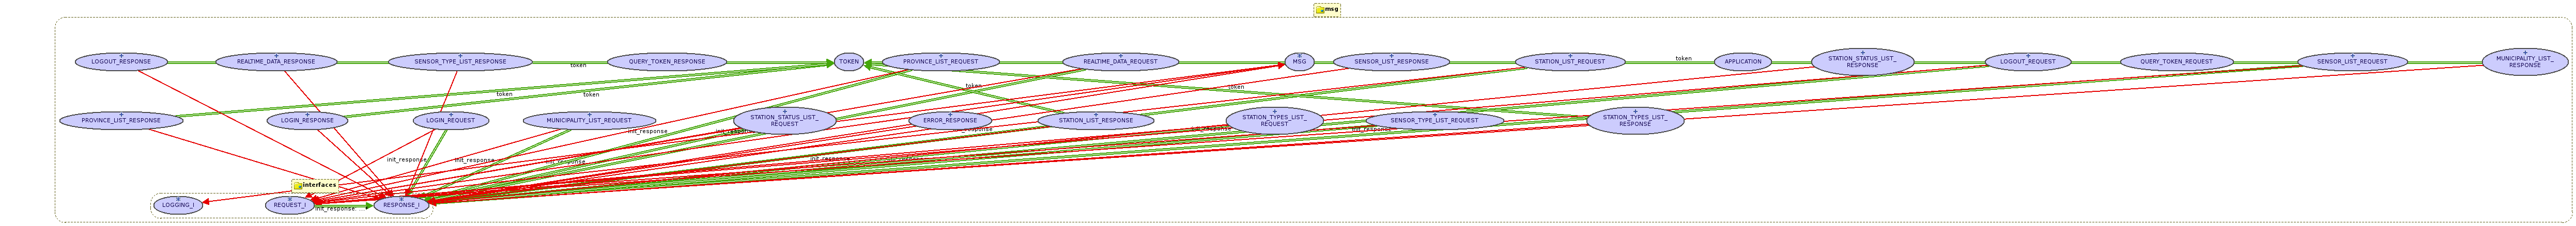 msg
+
LOGOUT_RESPONSE
+
REALTIME_DATA_RESPONSE
+
SENSOR_TYPE_LIST_RESPONSE
+
QUERY_TOKEN_RESPONSE
+
TOKEN
+
PROVINCE_LIST_REQUEST
+
REALTIME_DATA_REQUEST
*
MSG
+
SENSOR_LIST_RESPONSE
+
STATION_LIST_REQUEST
+
APPLICATION
+
STATION_STATUS_LIST_
RESPONSE
+
LOGOUT_REQUEST
+
QUERY_TOKEN_REQUEST
+
SENSOR_LIST_REQUEST
+
MUNICIPALITY_LIST_
RESPONSE
token
token
token
token
token
token
+
PROVINCE_LIST_RESPONSE
+
LOGIN_RESPONSE
+
LOGIN_REQUEST
+
MUNICIPALITY_LIST_REQUEST
+
STATION_STATUS_LIST_
REQUEST
+
ERROR_RESPONSE
+
STATION_LIST_RESPONSE
+
STATION_TYPES_LIST_
REQUEST
+
SENSOR_TYPE_LIST_REQUEST
+
STATION_TYPES_LIST_
RESPONSE
init_response
init_response
init_response
init_response
init_response
init_response
init_response
init_response
init_response
interfaces
*
LOGGING_I
*
REQUEST_I
*
RESPONSE_I
init_response